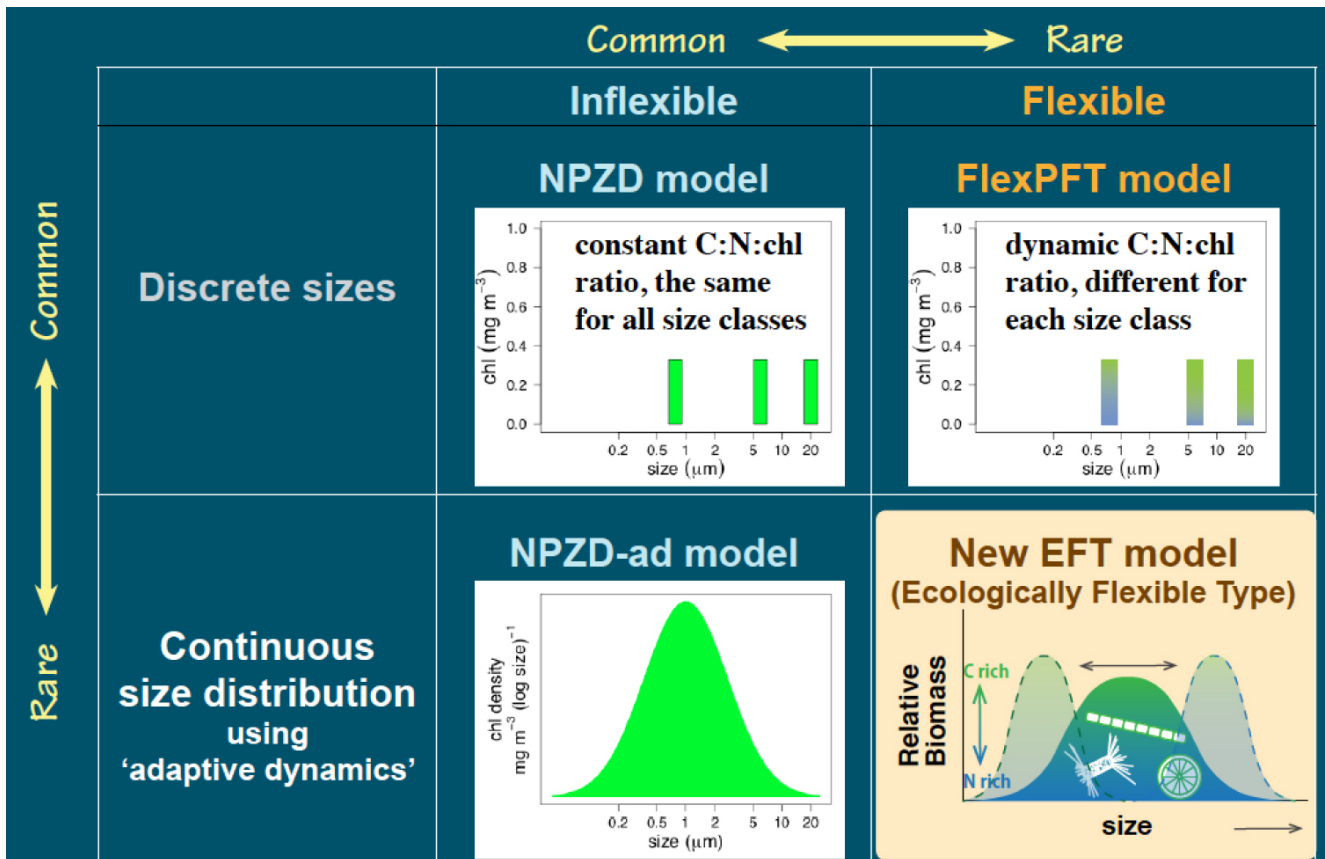 Common Rare
Inflexible Flexible
Common
Rare
Discrete sizes
NPZD model
constant C:N:chl
ratio, the same
for all size classes
chl (mg m⁻³)
1.0
0.8
0.6
0.4
0.2
0.0
0.2 0.5 1 2 5 10 20
size (μm)
FlexPFT model
dynamic C:N:chl
ratio, different for
each size class
chl (mg m⁻³)
1.0
0.8
0.6
0.4
0.2
0.0
0.2 0.5 1 2 5 10 20
size (μm)
Continuous
size distribution
using
‘adaptive dynamics’
NPZD-ad model
chl density
mg m⁻³ (log size)⁻¹
0.2 0.5 1 2 5 10 20
size (μm)
New EFT model
(Ecologically Flexible Type)
Relative
Biomass
C rich
N rich
size